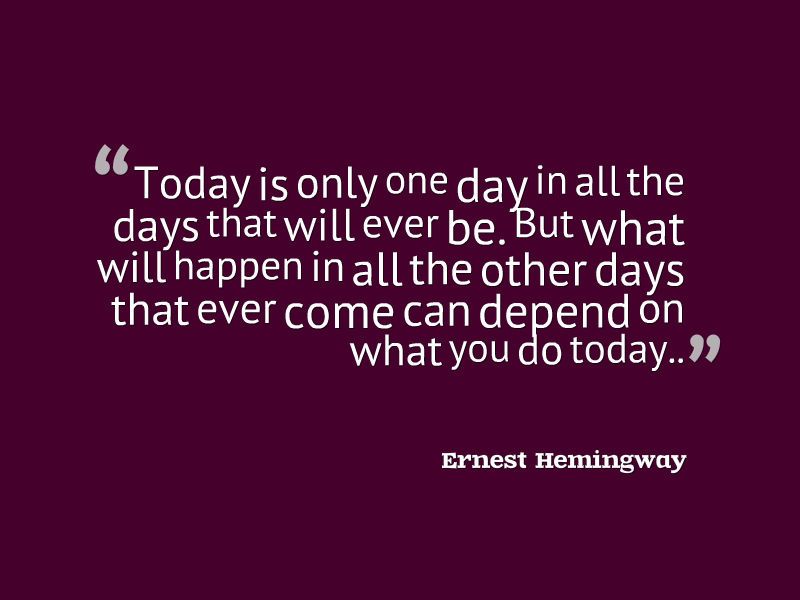 “Today is only one day in all the
days that will ever be. But what
will happen in all the other days
that ever come can depend on
what you do today..”
Ernest Hemingway